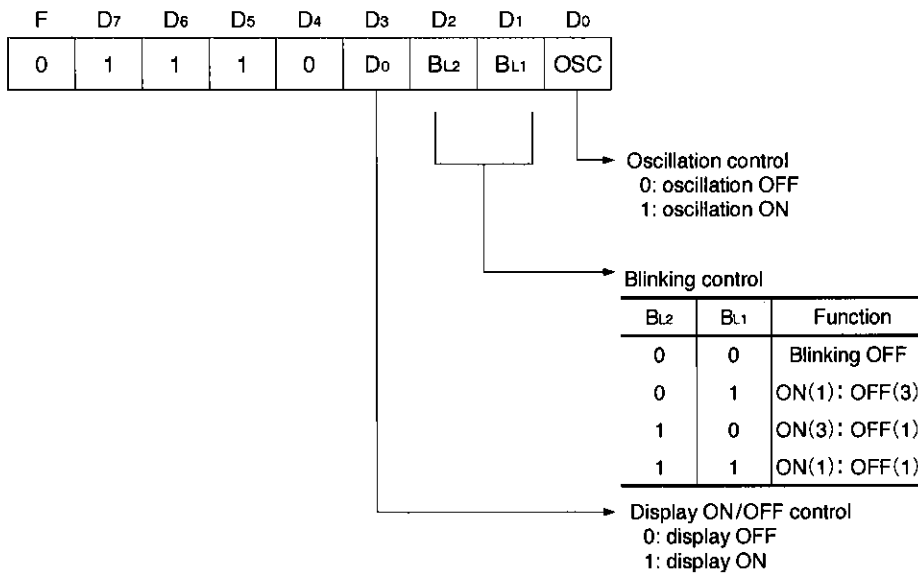 F D7 D6 D5 D4 D3 D2 D1 D0
0 1 1 1 0 D0 BL2 BL1 OSC
Oscillation control
0: oscillation OFF
1: oscillation ON
Blinking control
BL2 BL1 Function
0 0 Blinking OFF
0 1 ON(1): OFF(3)
1 0 ON(3): OFF(1)
1 1 ON(1): OFF(1)
Display ON/OFF control
0: display OFF
1: display ON